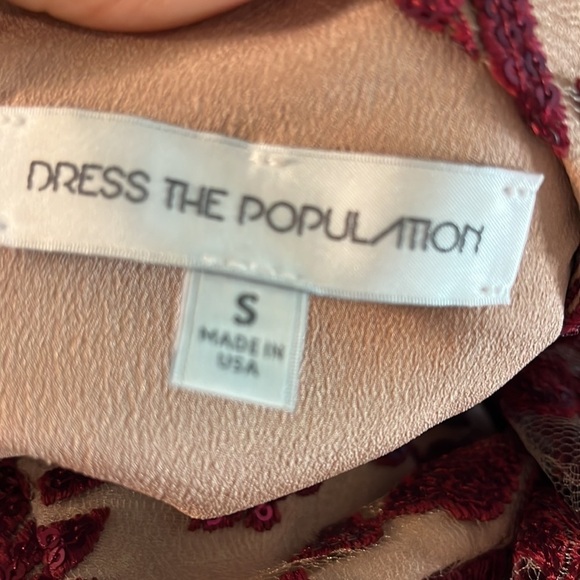 DRESS THE POPULATION
S
MADE IN
USA